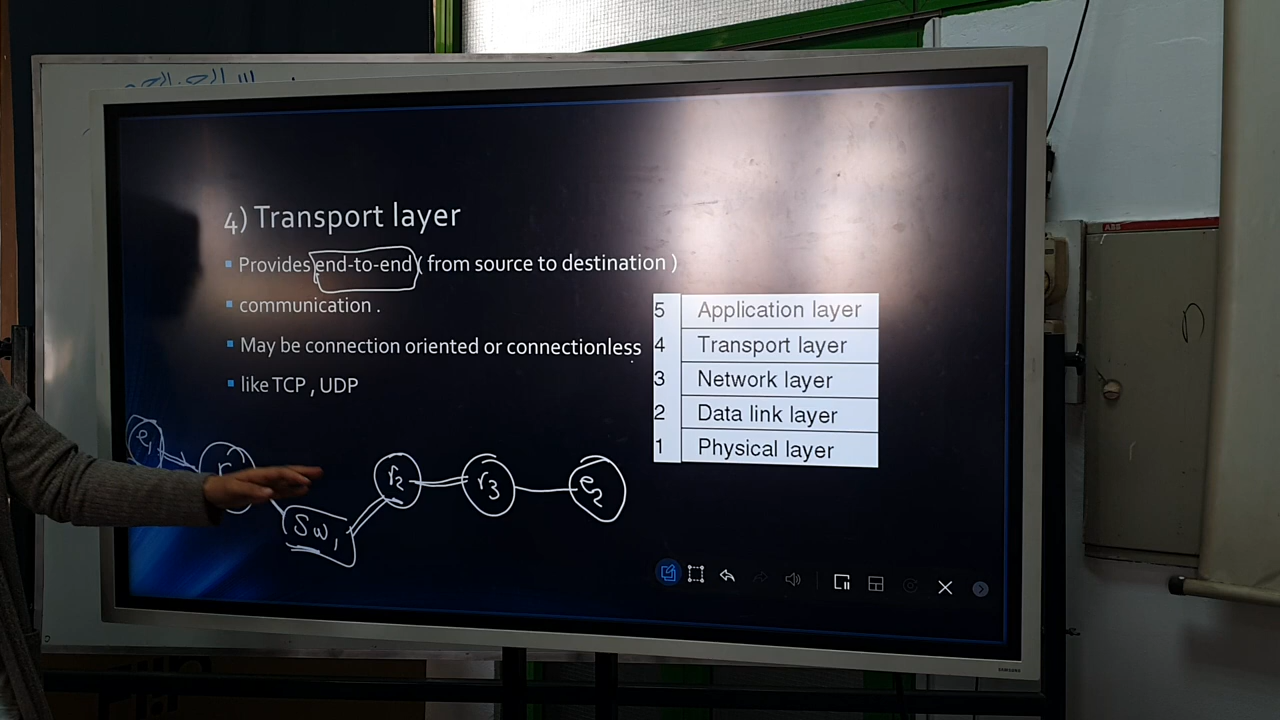 4) Transport layer
Provides end-to-end ( from source to destination )
communication .
May be connection oriented or connectionless
like TCP , UDP
5 Application layer
4 Transport layer
3 Network layer
2 Data link layer
1 Physical layer
e1
r2
r3
e2
SW1
ABB
SAMSUNG